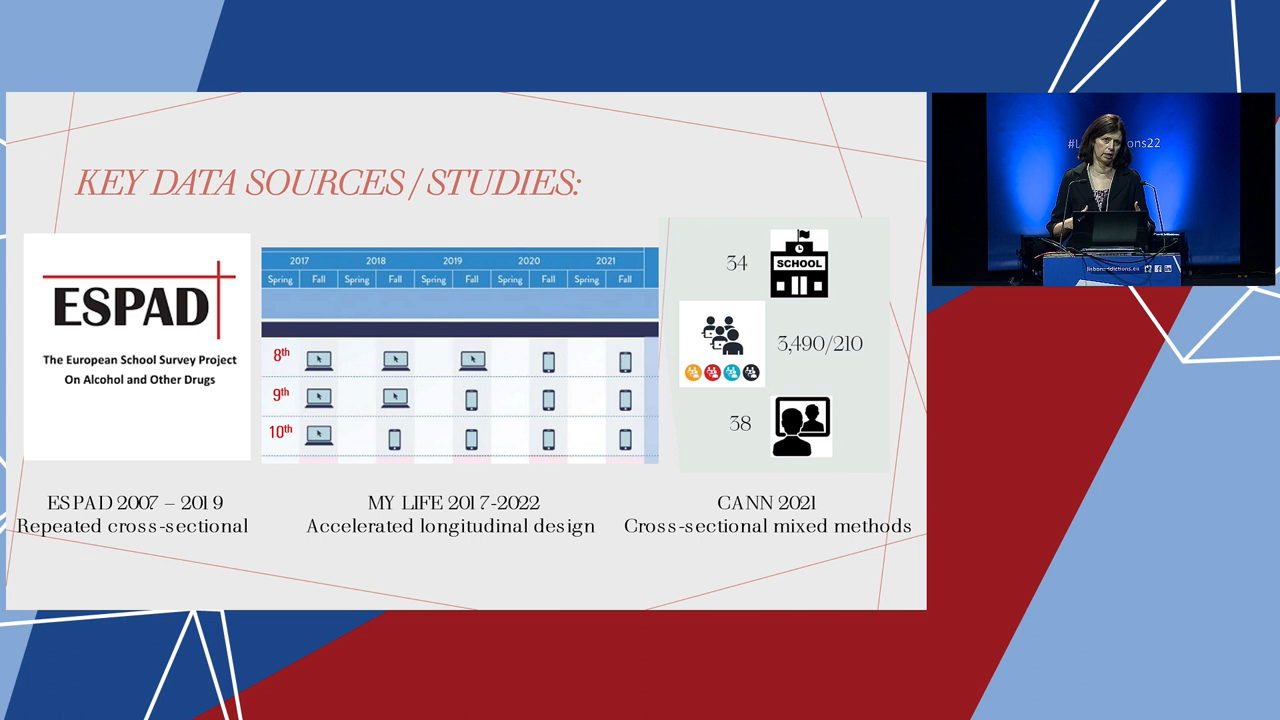 KEY DATA SOURCES / STUDIES:
ESPAD
The European School Survey Project
On Alcohol and Other Drugs
ESPAD 2007 – 2019
Repeated cross-sectional
2017 2018 2019 2020 2021
Spring Fall Spring Fall Spring Fall Spring Fall Spring Fall
8th
9th
10th
MY LIFE 2017-2022
Accelerated longitudinal design
34
SCHOOL
3,490/210
38
CANN 2021
Cross-sectional mixed methods
lisbonaddictions.eu